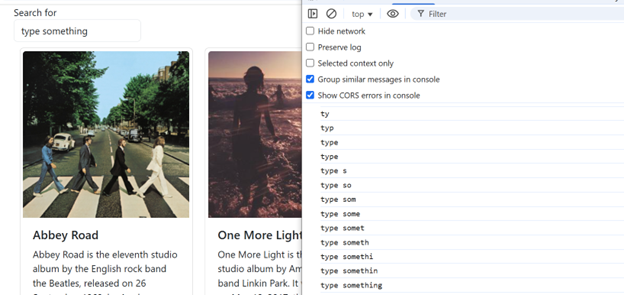 Search for
type something
Abbey Road
Abbey Road is the eleventh studio
album by the English rock band
the Beatles, released on 26
One More Light
One More Light is th
studio album by Am
band Linkin Park. It
top
Filter
Hide network
Preserve log
Selected context only
Group similar messages in console
Show CORS errors in console
ty
typ
type
type
type s
type so
type som
type some
type somet
type someth
type somethi
type somethin
type something